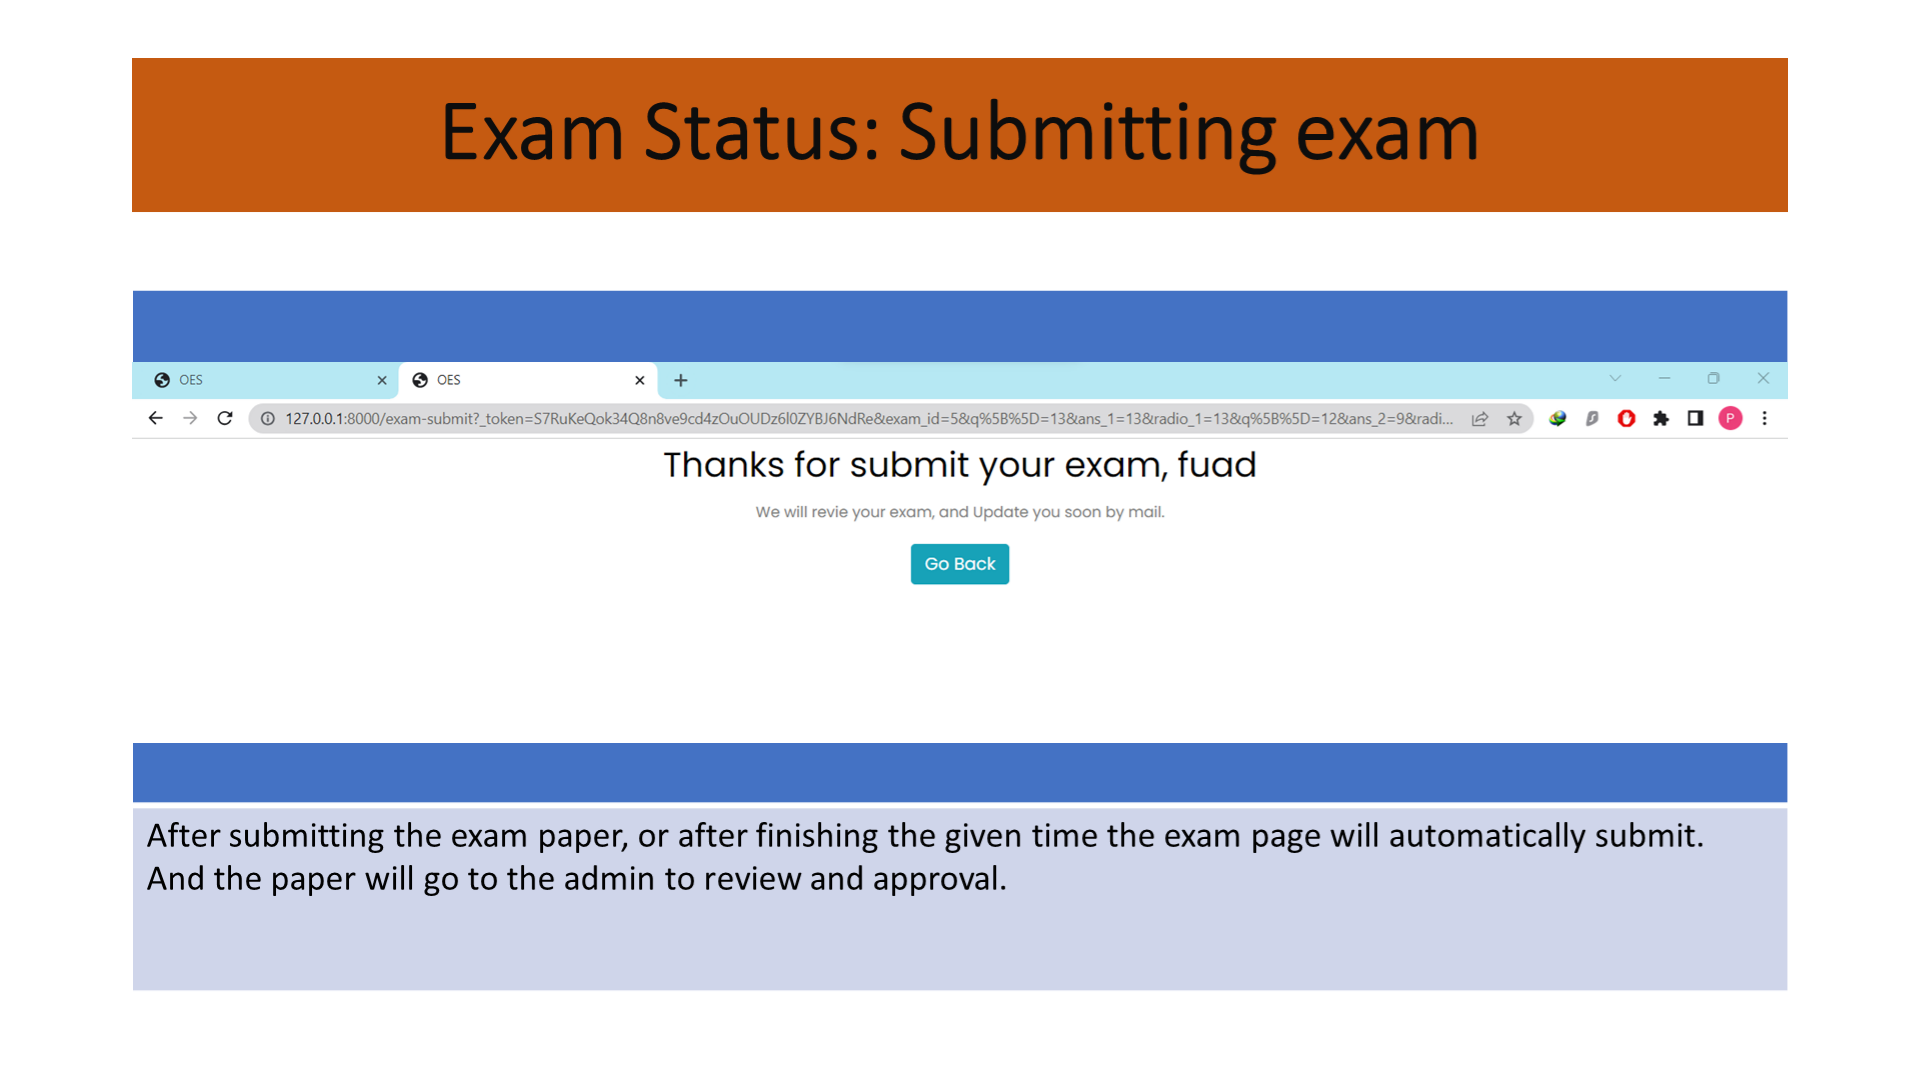 Exam Status: Submitting exam
OES
OES
127.0.0.1:8000/exam-submit?_token=S7RuKeQok34Q8n8ve9cd4zOuOUDz6l0ZYBJ6NdRe&exam_id=5&q%5B%5D=13&ans_1=13&radio_1=13&q%5B%5D=12&ans_2=9&radi...
P
Thanks for submit your exam, fuad
We will revie your exam, and Update you soon by mail.
Go Back
After submitting the exam paper, or after finishing the given time the exam page will automatically submit.
And the paper will go to the admin to review and approval.